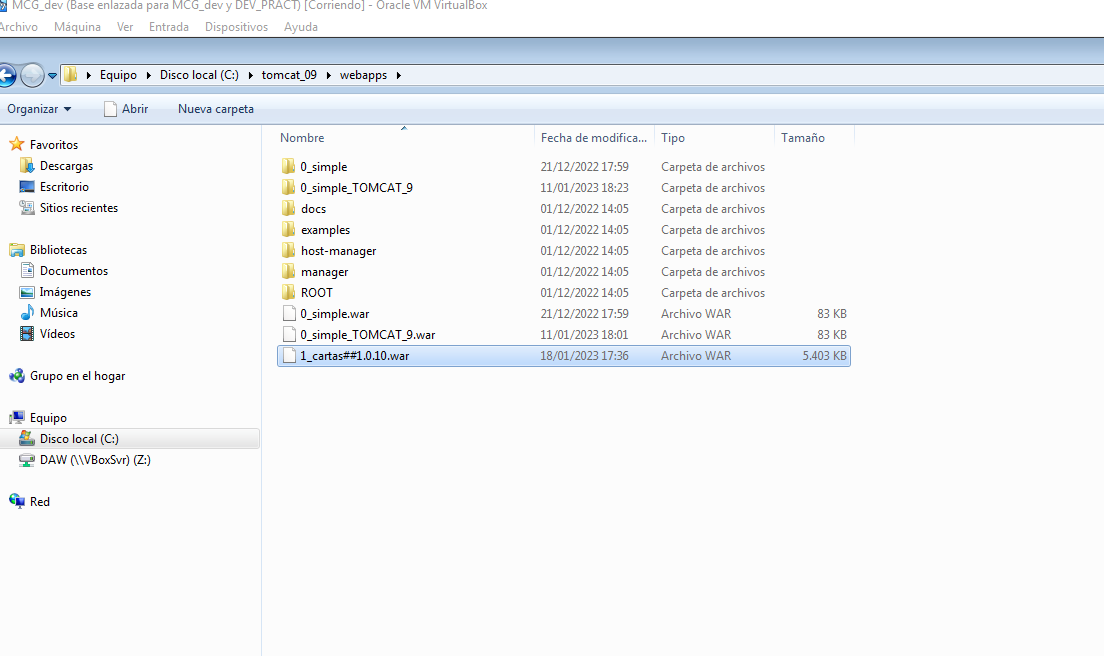 MCG_dev (Base enlazada para MCG_dev y DEV_PRACT) [Corriendo] - Oracle VM VirtualBox
Archivo Máquina Ver Entrada Dispositivos Ayuda
Equipo Disco local (C:) tomcat_09 webapps
Organizar Abrir Nueva carpeta
Favoritos
Descargas
Escritorio
Sitios recientes
Bibliotecas
Documentos
Imágenes
Música
Vídeos
Grupo en el hogar
Equipo
Disco local (C:)
DAW (\\VBoxSvr) (Z:)
Red
Nombre Fecha de modifica... Tipo Tamaño
0_simple 21/12/2022 17:59 Carpeta de archivos
0_simple_TOMCAT_9 11/01/2023 18:23 Carpeta de archivos
docs 01/12/2022 14:05 Carpeta de archivos
examples 01/12/2022 14:05 Carpeta de archivos
host-manager 01/12/2022 14:05 Carpeta de archivos
manager 01/12/2022 14:05 Carpeta de archivos
ROOT 01/12/2022 14:05 Carpeta de archivos
0_simple.war 21/12/2022 17:59 Archivo WAR 83 KB
0_simple_TOMCAT_9.war 11/01/2023 18:01 Archivo WAR 83 KB
1_cartas##1.0.10.war 18/01/2023 17:36 Archivo WAR 5.403 KB